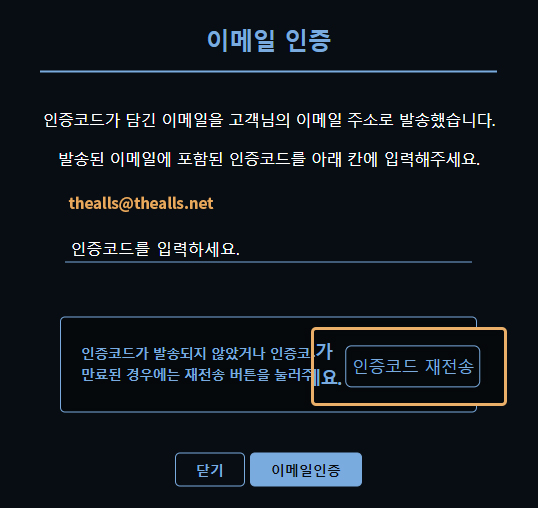 이메일 인증
인증코드가 담긴 이메일을 고객님의 이메일 주소로 발송했습니다.
발송된 이메일에 포함된 인증코드를 아래 칸에 입력해주세요.
thealls@thealls.net
인증코드를 입력하세요.
인증코드가 발송되지 않았거나 인증코가
만료된 경우에는 재전송 버튼을 눌러주세요.
인증코드 재전송
닫기
이메일인증